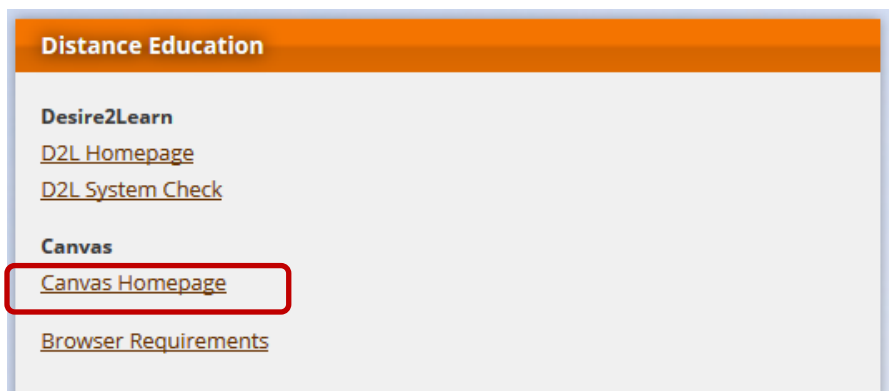 Distance Education
Desire2Learn
D2L Homepage
D2L System Check
Canvas
Canvas Homepage
Browser Requirements